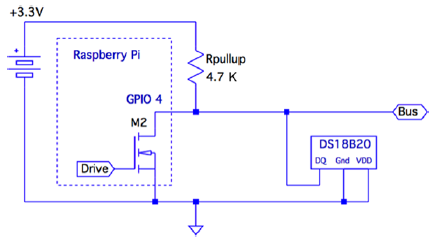 +3.3V
Raspberry Pi
Rpullup
4.7 K
GPIO 4
M2
Bus
DS18B20
DQ Gnd VDD
Drive
+